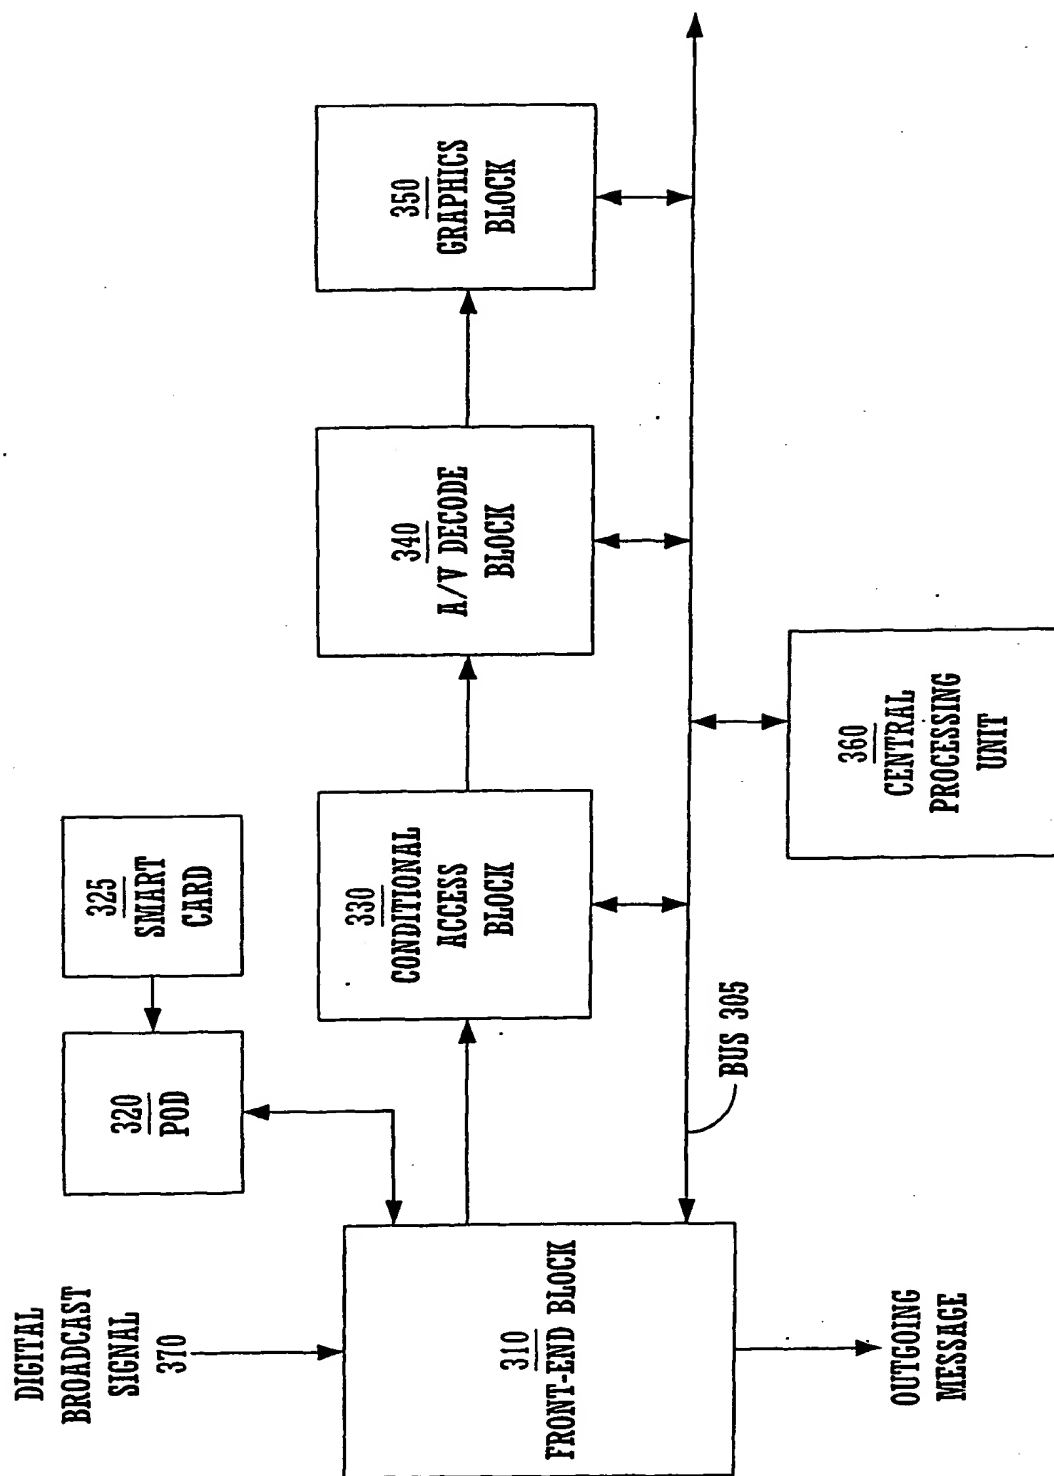 DIGITAL
BROADCAST
SIGNAL
370
310
FRONT-END BLOCK
OUTGOING
MESSAGE
320
POD
325
SMART
CARD
330
CONDITIONAL
ACCESS
BLOCK
340
A/V DECODE
BLOCK
350
GRAPHICS
BLOCK
BUS 305
360
CENTRAL
PROCESSING
UNIT